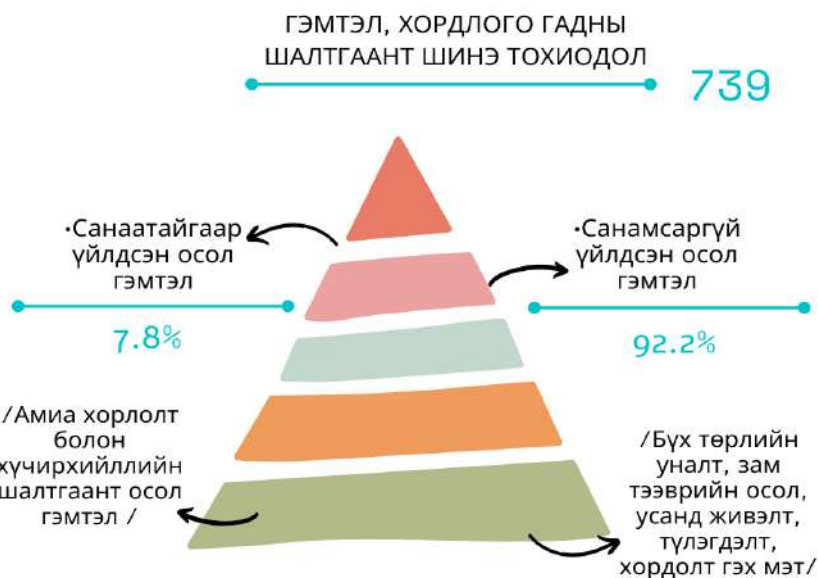 ГЭМТЭЛ, ХОРДЛОГО ГАДНЫ
ШАЛТГААНТ ШИНЭ ТОХИОДОЛ
739
·Санаатайгаар
үйлдсэн осол
гэмтэл
7.8%
·Санамсаргүй
үйлдсэн осол
гэмтэл
92.2%
/Амиа хорлолт
болон
хүчирхийллийн
шалтгаант осол
гэмтэл /
/Бүх төрлийн
уналт, зам
тээврийн осол,
усанд живэлт,
түлэгдэлт,
хордолт гэх мэт/